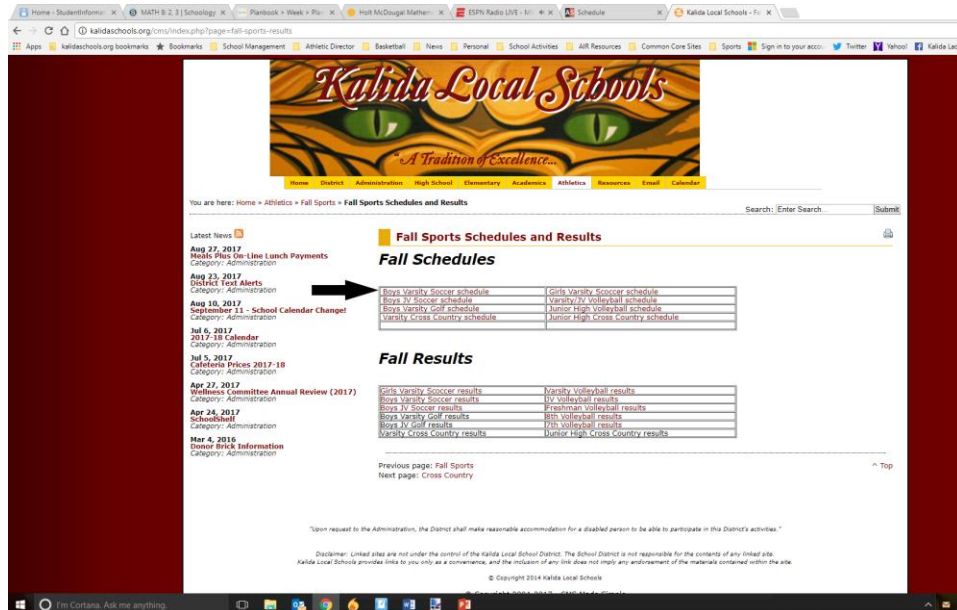 Home - StudentInformat
MATH 8: 2, 3 | Schoology
Planbook > Week > Plan
Holt McDougal Mathem
ESPN Radio LIVE - MI
Schedule
Kalida Local Schools - Fa
kalidaschools.org/cms/index.php?page=fall-sports-results
Apps kalidaschools.org bookmarks Bookmarks School Management Athletic Director Basketball News Personal School Activities AIR Resources Common Core Sites Sports Sign in to your accou Twitter Yahoo! Kalida Lad
Kalida Local Schools
"A Tradition of Excellence...
Home District Administration High School Elementary Academics Athletics Resources Email Calendar
You are here: Home » Athletics » Fall Sports » Fall Sports Schedules and Results
Search: Enter Search... Submit
Latest News
Aug 27, 2017
Meals Plus On-Line Lunch Payments
Category: Administration
Aug 23, 2017
District Text Alerts
Category: Administration
Aug 10, 2017
September 11 - School Calendar Change!
Category: Administration
Jul 6, 2017
2017-18 Calendar
Category: Administration
Jul 5, 2017
Cafeteria Prices 2017-18
Category: Administration
Apr 27, 2017
Wellness Committee Annual Review (2017)
Category: Administration
Apr 24, 2017
SchoolShelf
Category: Administration
Mar 4, 2016
Donor Brick Information
Category: Administration
Fall Sports Schedules and Results
Fall Schedules
Boys Varsity Soccer schedule Girls Varsity Scoccer schedule
Boys JV Soccer schedule Varsity/JV Volleyball schedule
Boys Varsity Golf schedule Junior High Volleyball schedule
Varsity Cross Country schedule Junior High Cross Country schedule
Fall Results
Girls Varsity Scoccer results Varsity Volleyball results
Boys Varsity Soccer results JV Volleyball results
Boys JV Soccer results Freshman Volleyball results
Boys Varsity Golf results 8th Volleyball results
Boys JV Golf results 7th Volleyball results
Varsity Cross Country results Junior High Cross Country results
Previous page: Fall Sports
Next page: Cross Country
^ Top
"Upon request to the Administration, the District shall make reasonable accommodation for a disabled person to be able to participate in this District's activities."
Disclaimer: Linked sites are not under the control of the Kalida Local School District. The School District is not responsible for the contents of any linked site.
Kalida Local Schools provides links to you only as a convenience, and the inclusion of any link does not imply any endorsement of the materials contained within the site.
© Copyright 2014 Kalida Local Schools
© Copyright 2004-2017 - CMS Made Simple
I'm Cortana. Ask me anything.